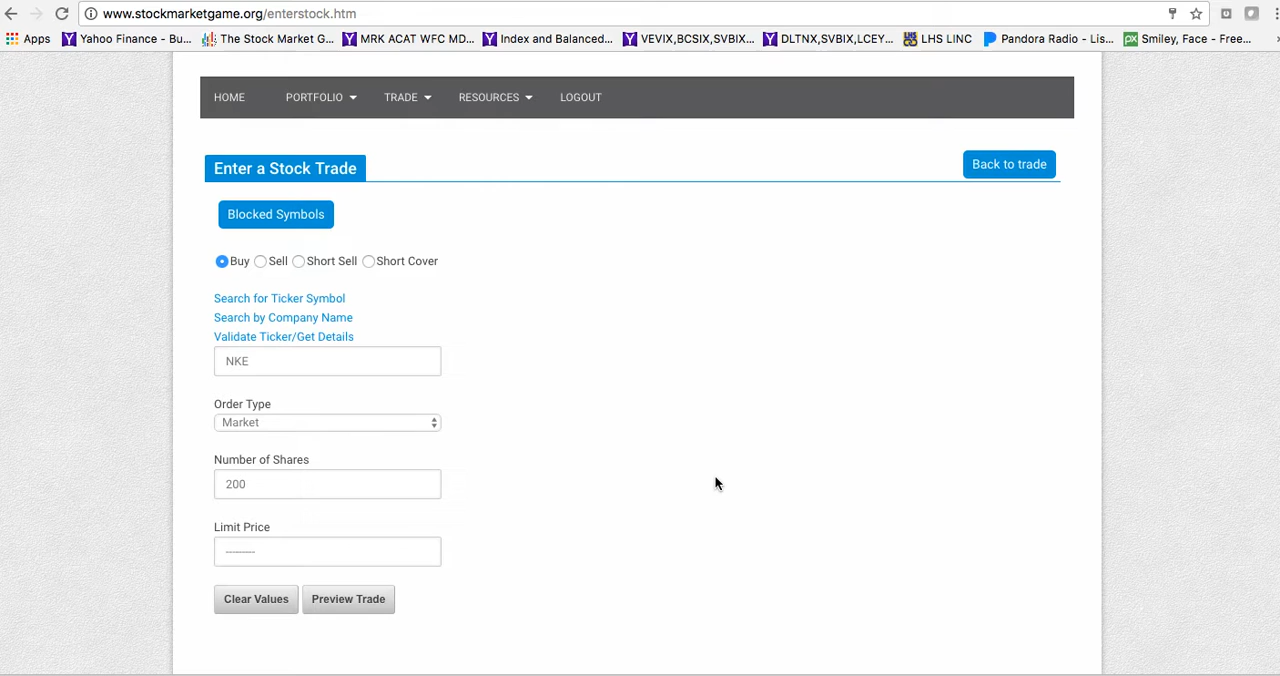 www.stockmarketgame.org/enterstock.htm
Apps Yahoo Finance - Bu... The Stock Market G... MRK ACAT WFC MD... Index and Balanced... VEVIX,BCSIX,SVBIX... DLTNX,SVBIX,LCEY... LHS LINC Pandora Radio - Lis... Smiley, Face - Free...
HOME PORTFOLIO TRADE RESOURCES LOGOUT
Enter a Stock Trade
Back to trade
Blocked Symbols
Buy Sell Short Sell Short Cover
Search for Ticker Symbol
Search by Company Name
Validate Ticker/Get Details
NKE
Order Type
Market
Number of Shares
200
Limit Price
---------
Clear Values Preview Trade